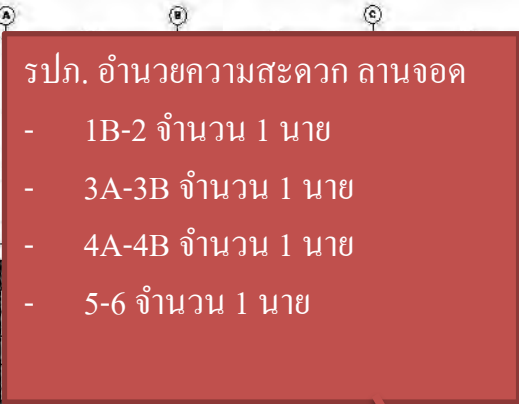 A B C
รปภ. อำนวยความสะดวก ลานจอด
- 1B-2 จำนวน 1 นาย
- 3A-3B จำนวน 1 นาย
- 4A-4B จำนวน 1 นาย
- 5-6 จำนวน 1 นาย